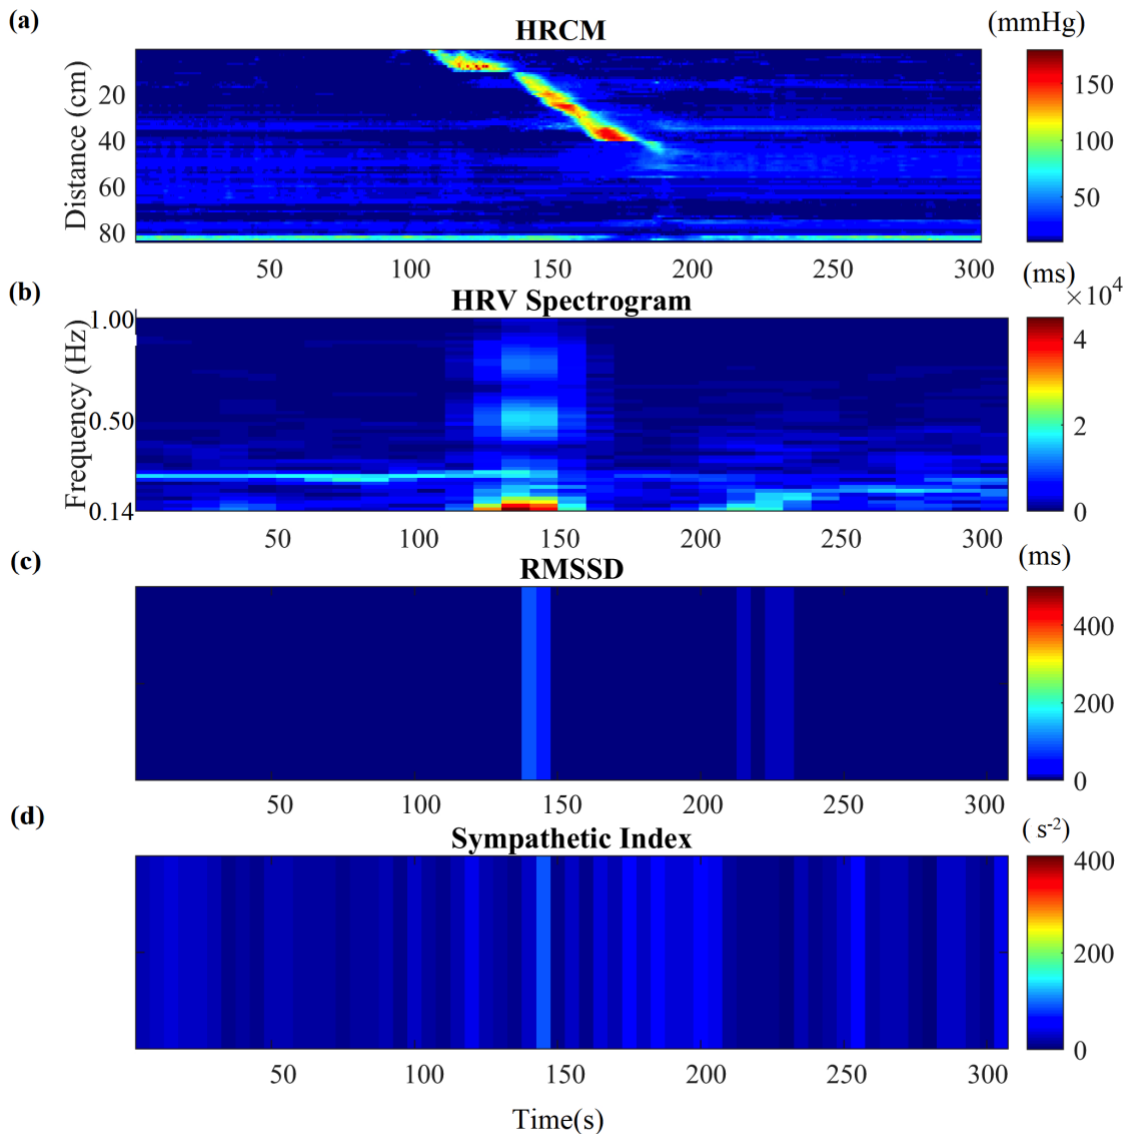 (a)
HRCM
(mmHg)
Distance (cm)
20
40
60
80
150
100
50
50 100 150 200 250 300
(b)
HRV Spectrogram
(ms)
×10⁴
Frequency (Hz)
1.00
0.50
0.14
4
2
0
50 100 150 200 250 300
(c)
RMSSD
(ms)
400
200
0
50 100 150 200 250 300
(d)
Sympathetic Index
( s⁻²)
400
200
0
50 100 150 200 250 300
Time(s)